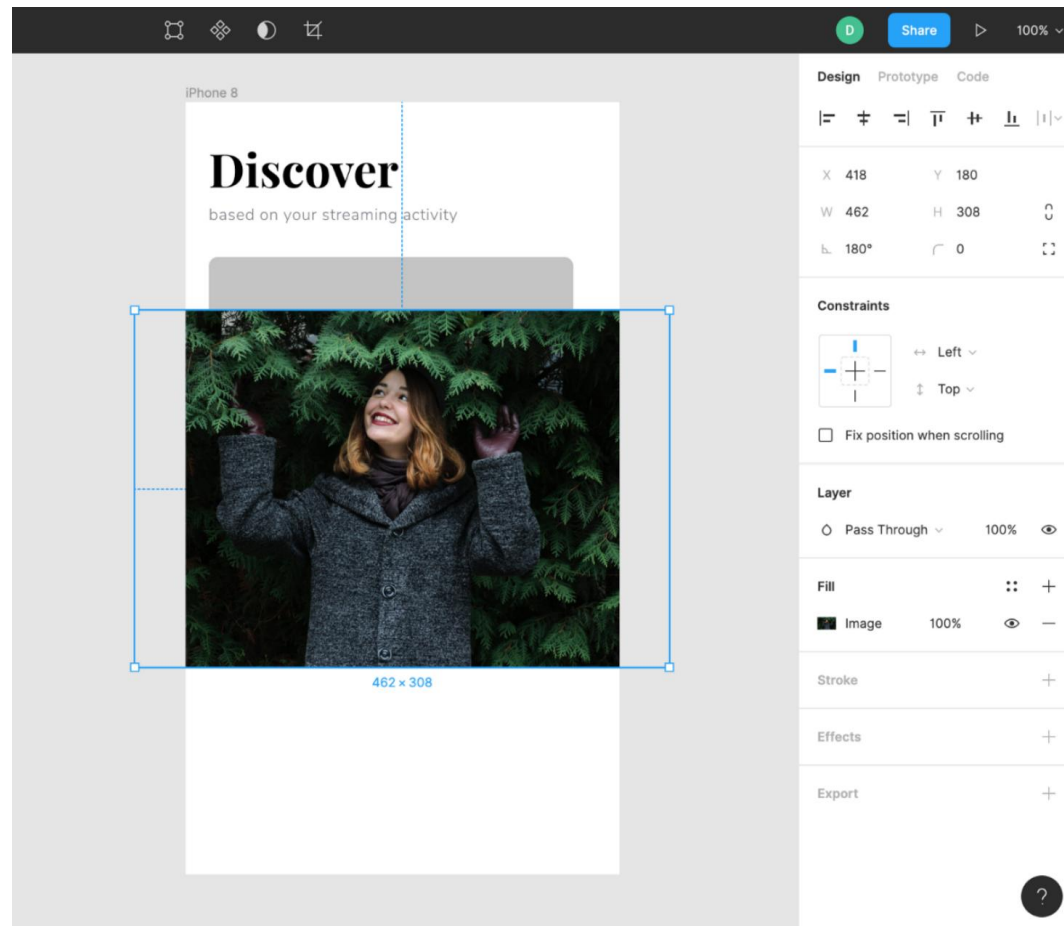 D Share 100%
Design Prototype Code
iPhone 8
Discover
based on your streaming activity
462 × 308
X 418 Y 180
W 462 H 308
180° 0
Constraints
Left
Top
Fix position when scrolling
Layer
Pass Through 100%
Fill
Image 100%
Stroke
Effects
Export
?